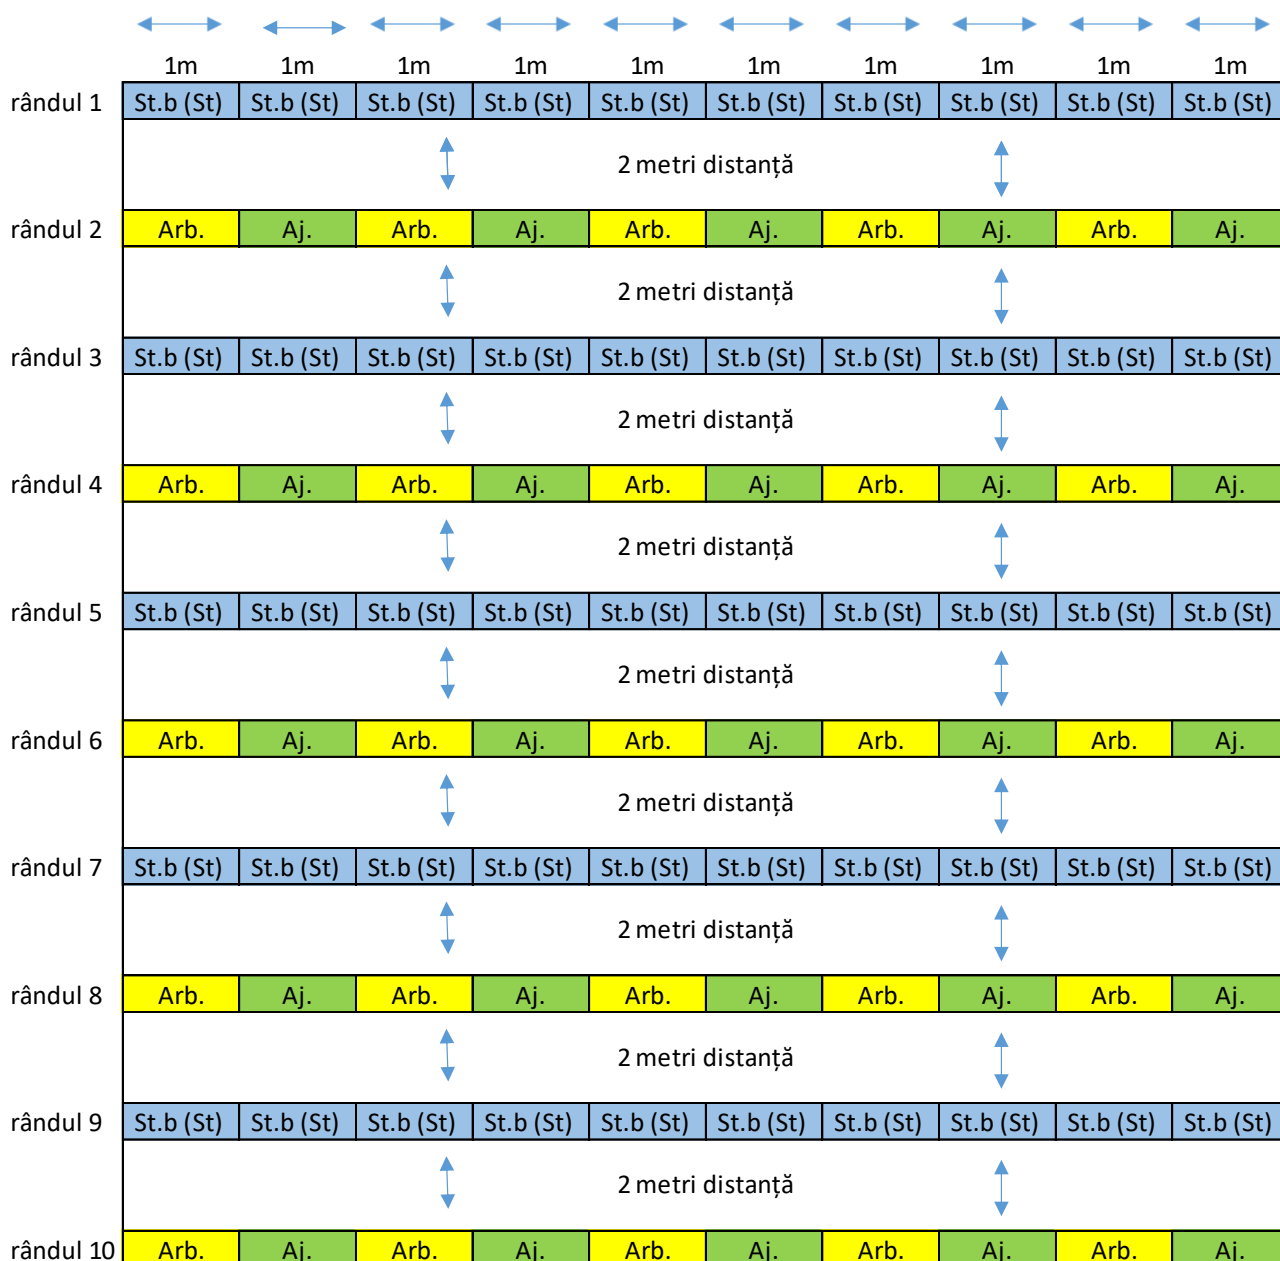 1m 1m 1m 1m 1m 1m 1m 1m 1m 1m
rândul 1 St.b (St) St.b (St) St.b (St) St.b (St) St.b (St) St.b (St) St.b (St) St.b (St) St.b (St) St.b (St)
2 metri distanță
rândul 2 Arb. Aj. Arb. Aj. Arb. Aj. Arb. Aj. Arb. Aj.
2 metri distanță
rândul 3 St.b (St) St.b (St) St.b (St) St.b (St) St.b (St) St.b (St) St.b (St) St.b (St) St.b (St) St.b (St)
2 metri distanță
rândul 4 Arb. Aj. Arb. Aj. Arb. Aj. Arb. Aj. Arb. Aj.
2 metri distanță
rândul 5 St.b (St) St.b (St) St.b (St) St.b (St) St.b (St) St.b (St) St.b (St) St.b (St) St.b (St) St.b (St)
2 metri distanță
rândul 6 Arb. Aj. Arb. Aj. Arb. Aj. Arb. Aj. Arb. Aj.
2 metri distanță
rândul 7 St.b (St) St.b (St) St.b (St) St.b (St) St.b (St) St.b (St) St.b (St) St.b (St) St.b (St) St.b (St)
2 metri distanță
rândul 8 Arb. Aj. Arb. Aj. Arb. Aj. Arb. Aj. Arb. Aj.
2 metri distanță
rândul 9 St.b (St) St.b (St) St.b (St) St.b (St) St.b (St) St.b (St) St.b (St) St.b (St) St.b (St) St.b (St)
2 metri distanță
rândul 10 Arb. Aj. Arb. Aj. Arb. Aj. Arb. Aj. Arb. Aj.